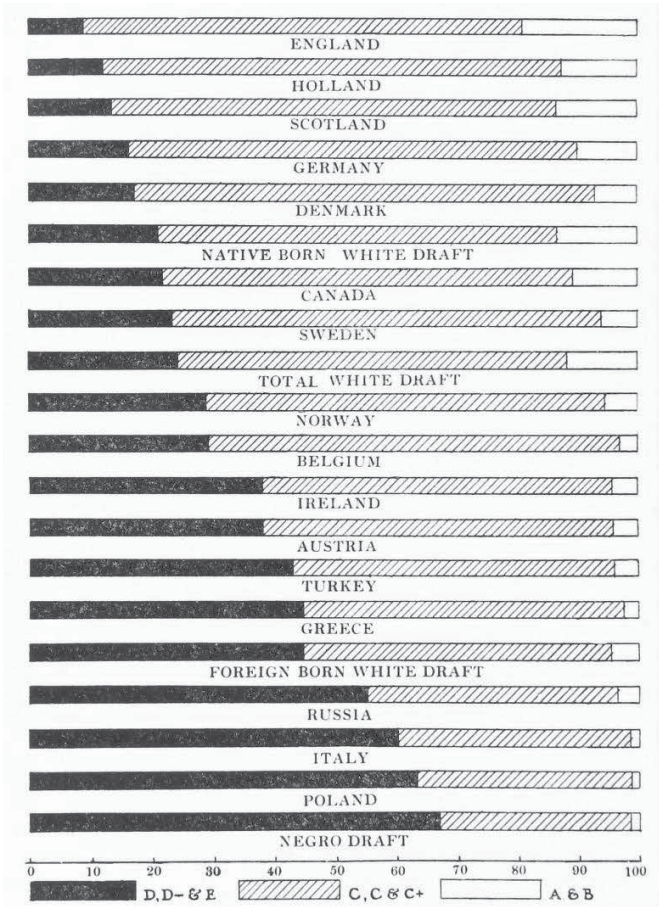 ENGLAND
HOLLAND
SCOTLAND
GERMANY
DENMARK
NATIVE BORN WHITE DRAFT
CANADA
SWEDEN
TOTAL WHITE DRAFT
NORWAY
BELGIUM
IRELAND
AUSTRIA
TURKEY
GREECE
FOREIGN BORN WHITE DRAFT
RUSSIA
ITALY
POLAND
NEGRO DRAFT
0 10 20 30 40 50 60 70 80 90 100
D, D- & E C, C & C+ A & B